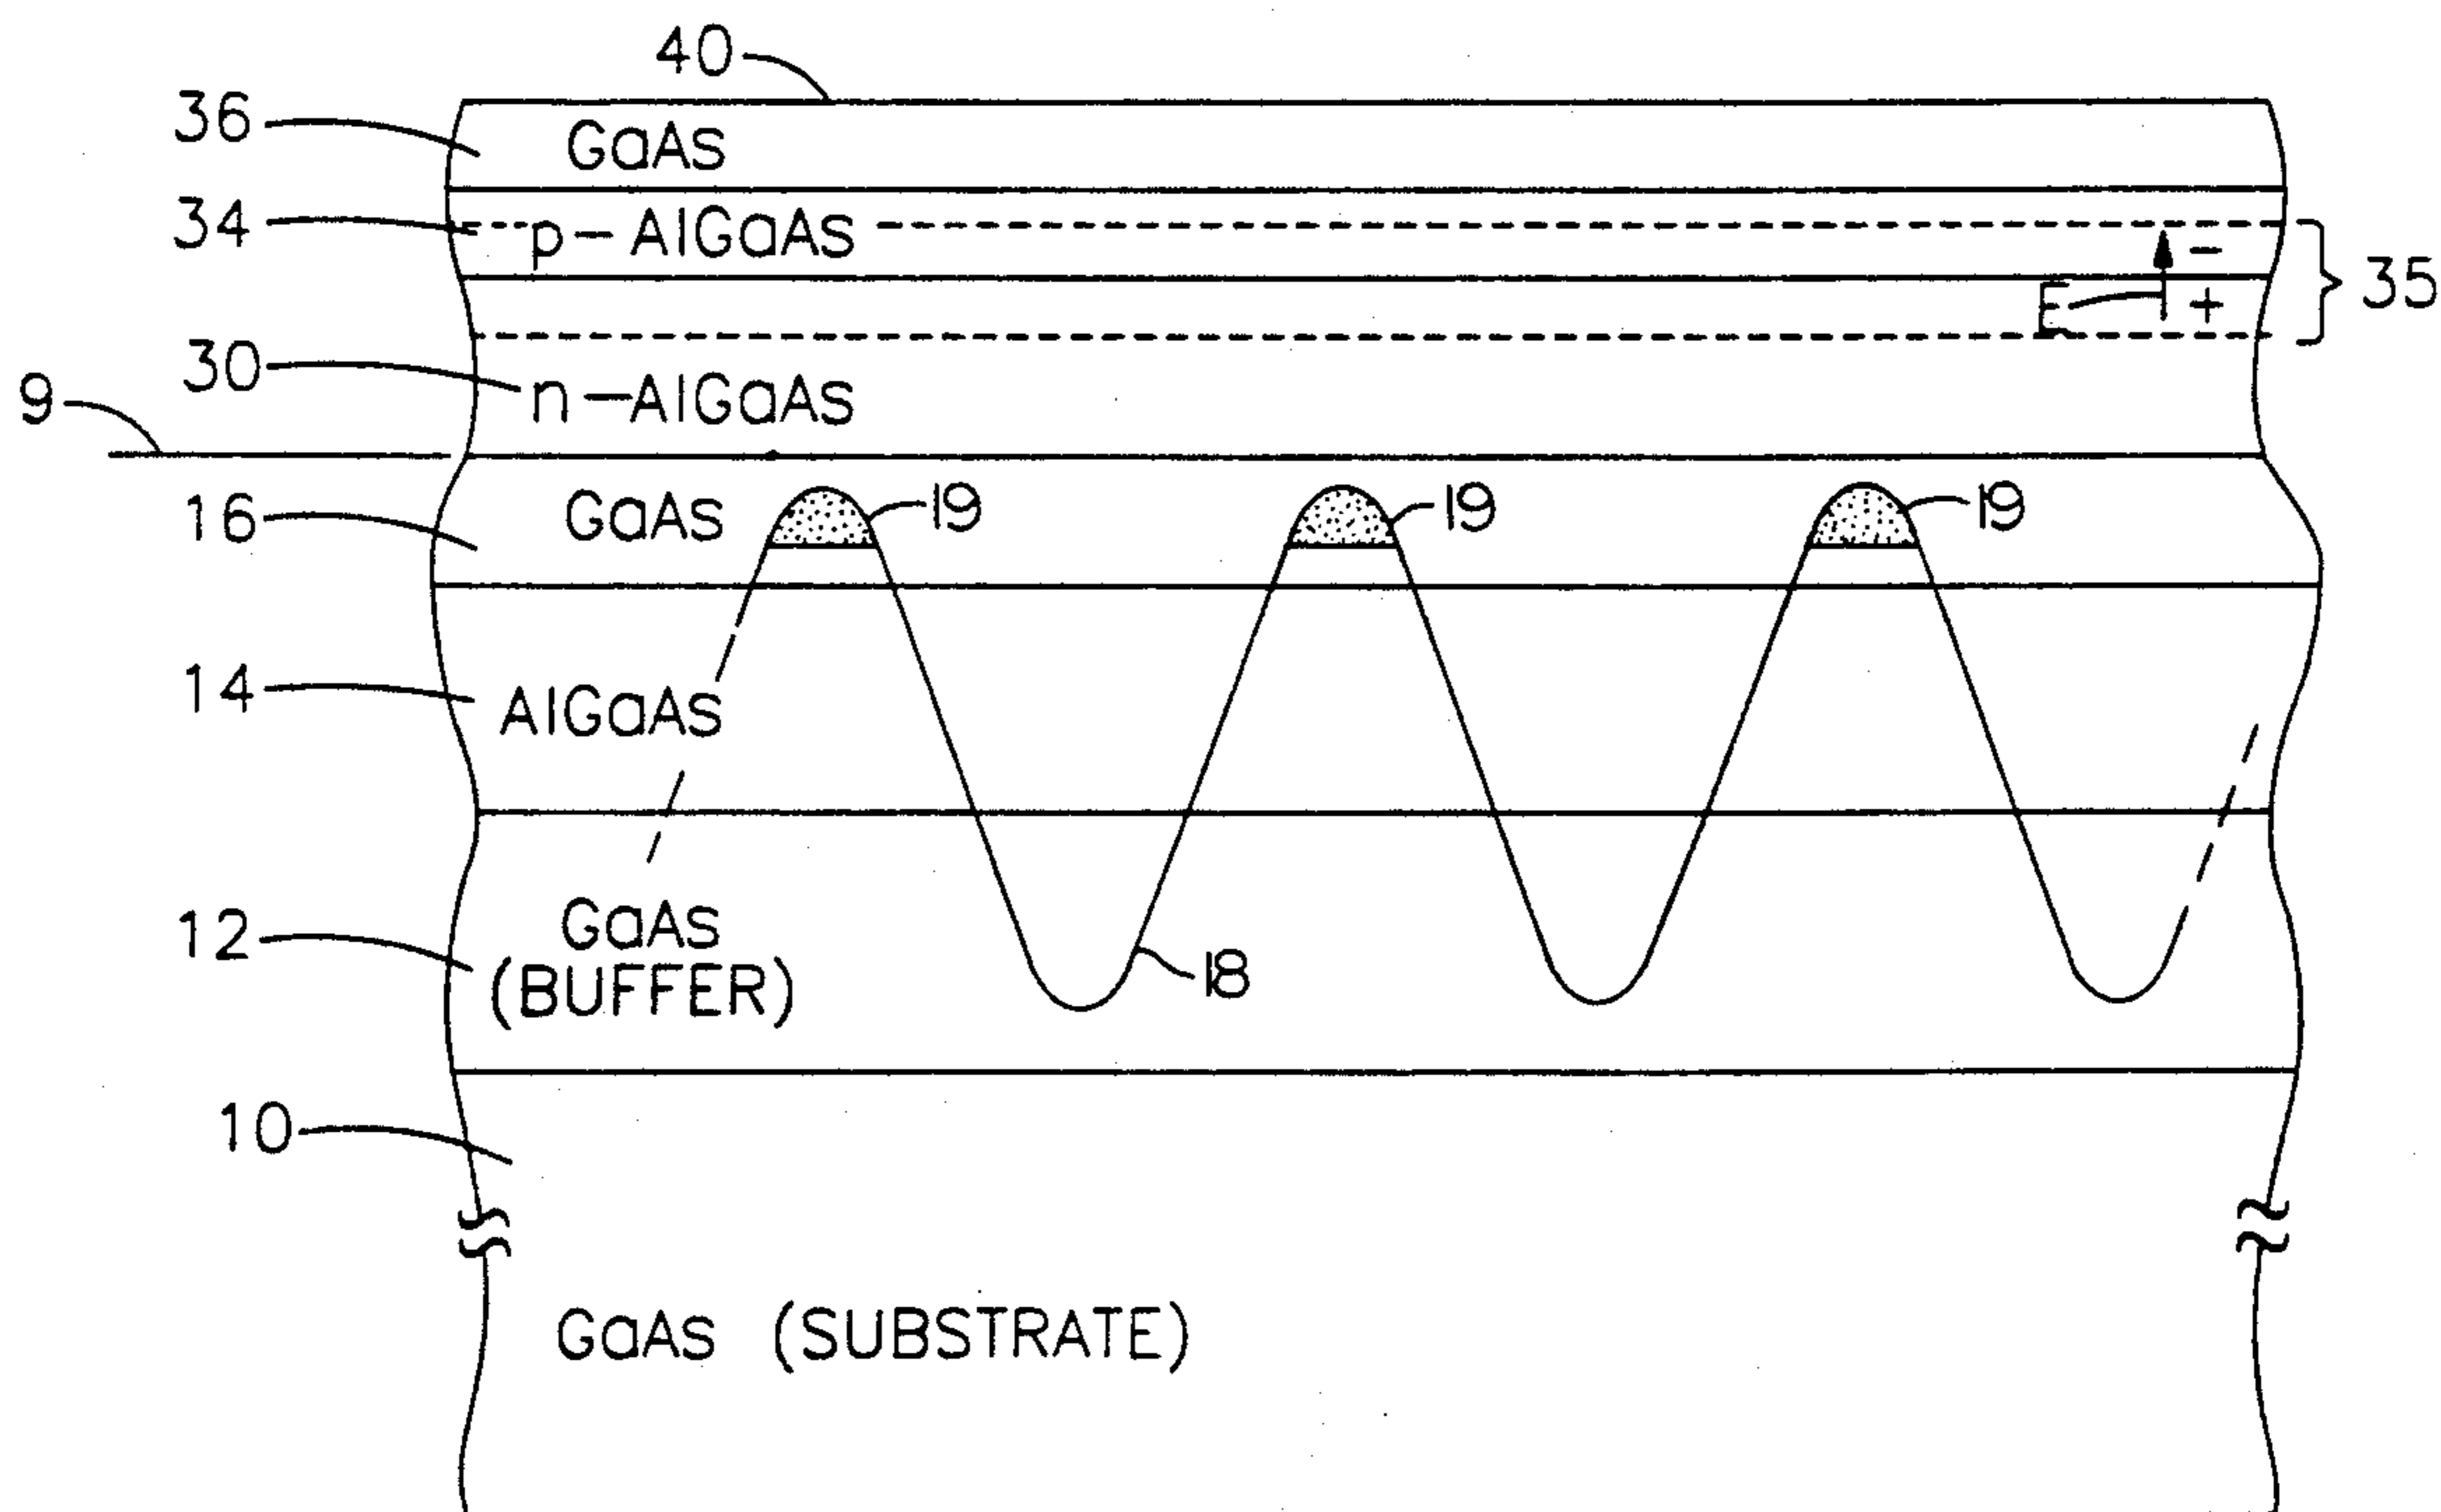 40
36
GaAs
34
p-AlGaAs
-
35
E
+
30
n-AlGaAs
9
16
GaAs
19
19
19
14
AlGaAs
12
GaAs
(BUFFER)
18
10
GaAs (SUBSTRATE)